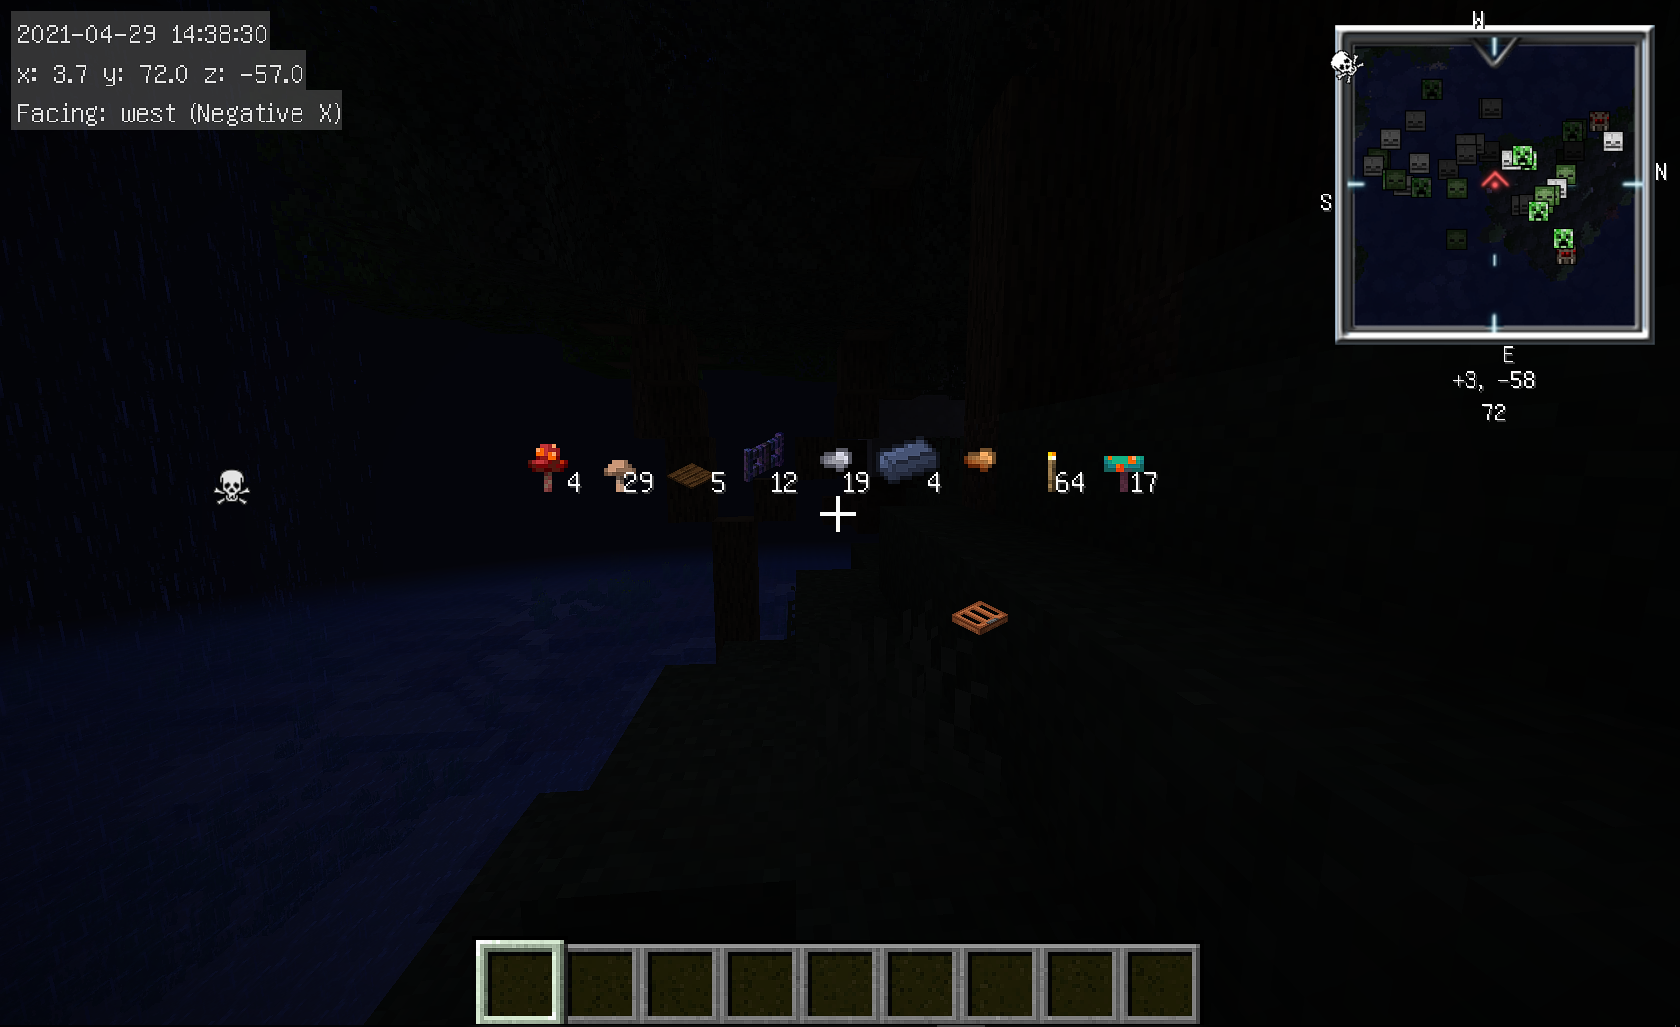 2021-04-29 14:38:30
x: 3.7 y: 72.0 z: -57.0
Facing: west (Negative X)
W
N
S
E
+3, -58
72
4 29 5 12 19 4 64 17